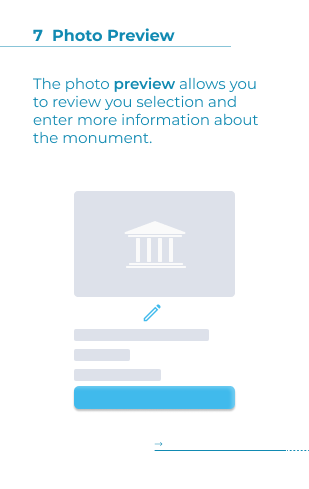 7 Photo Preview
The photo preview allows you
to review you selection and
enter more information about
the monument.
→